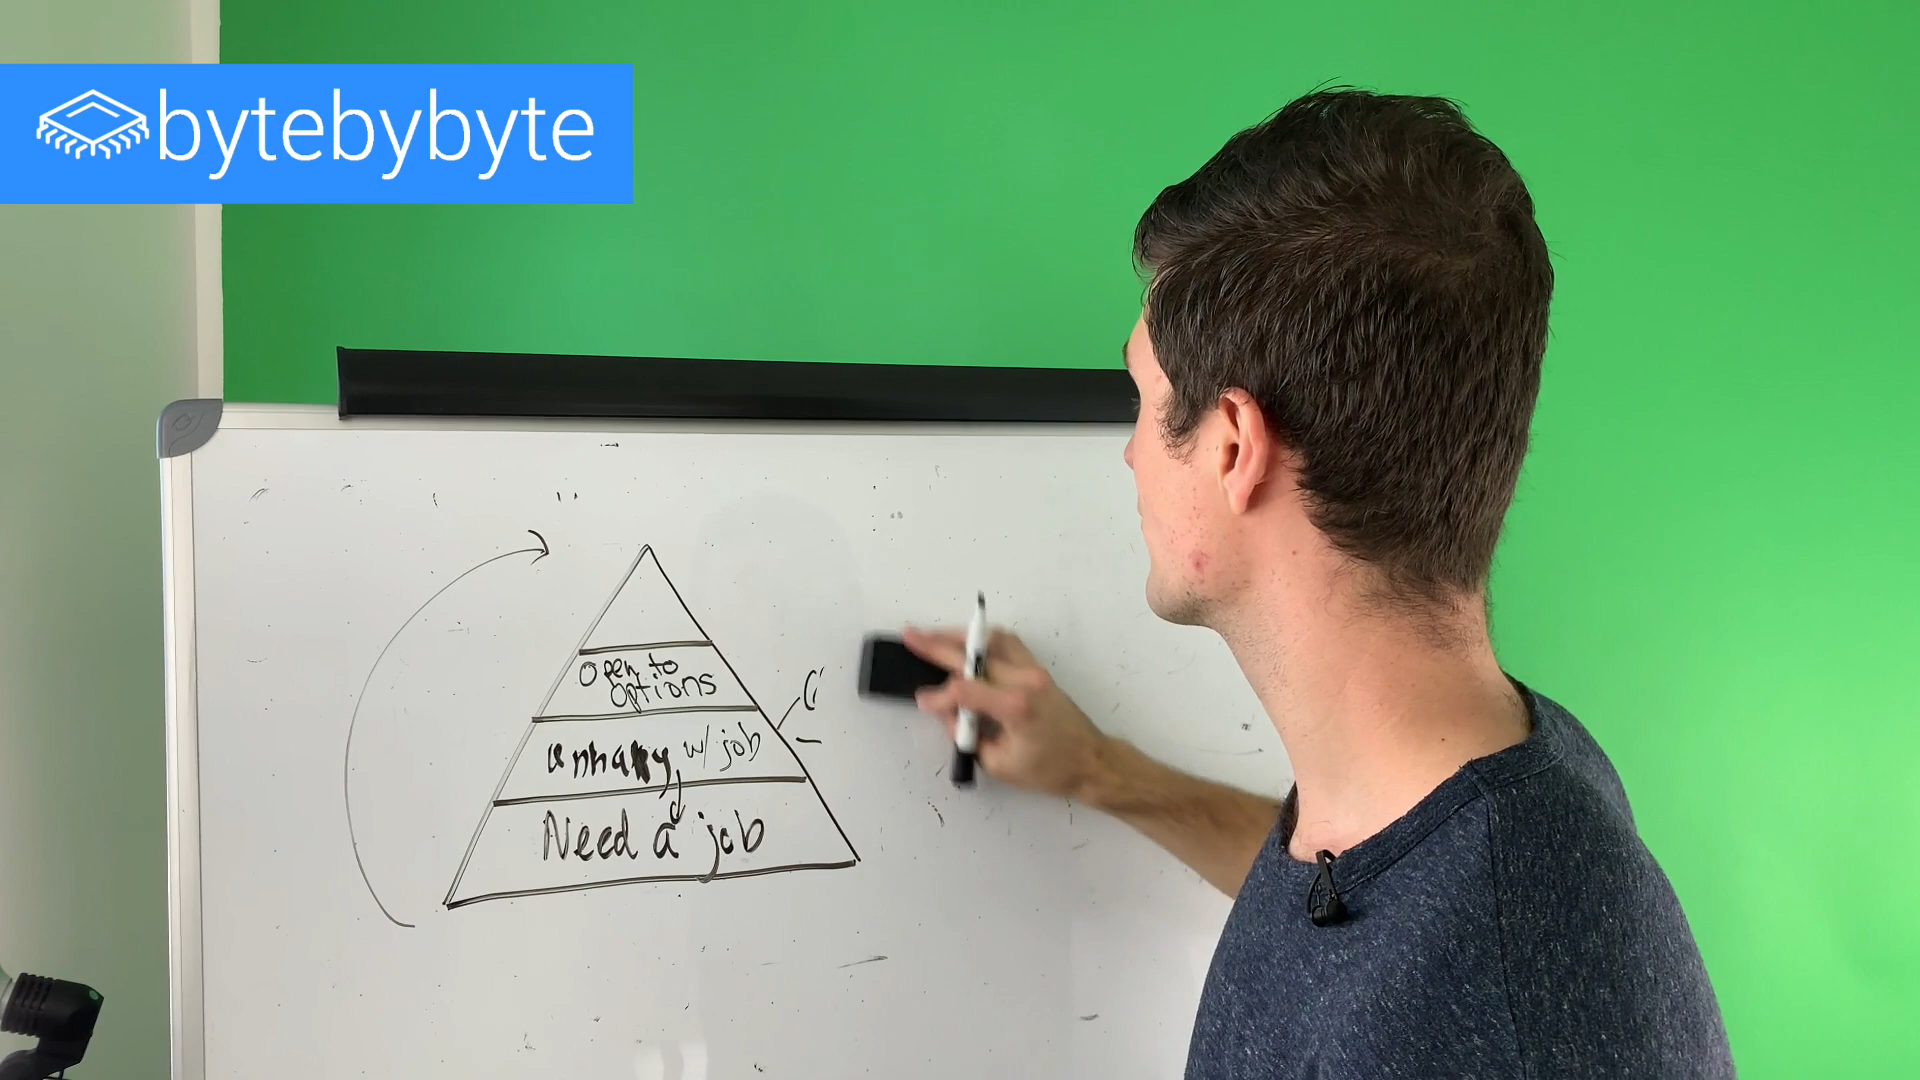 bytebybyte
Open to
options
unhappy w/ job
Need a job